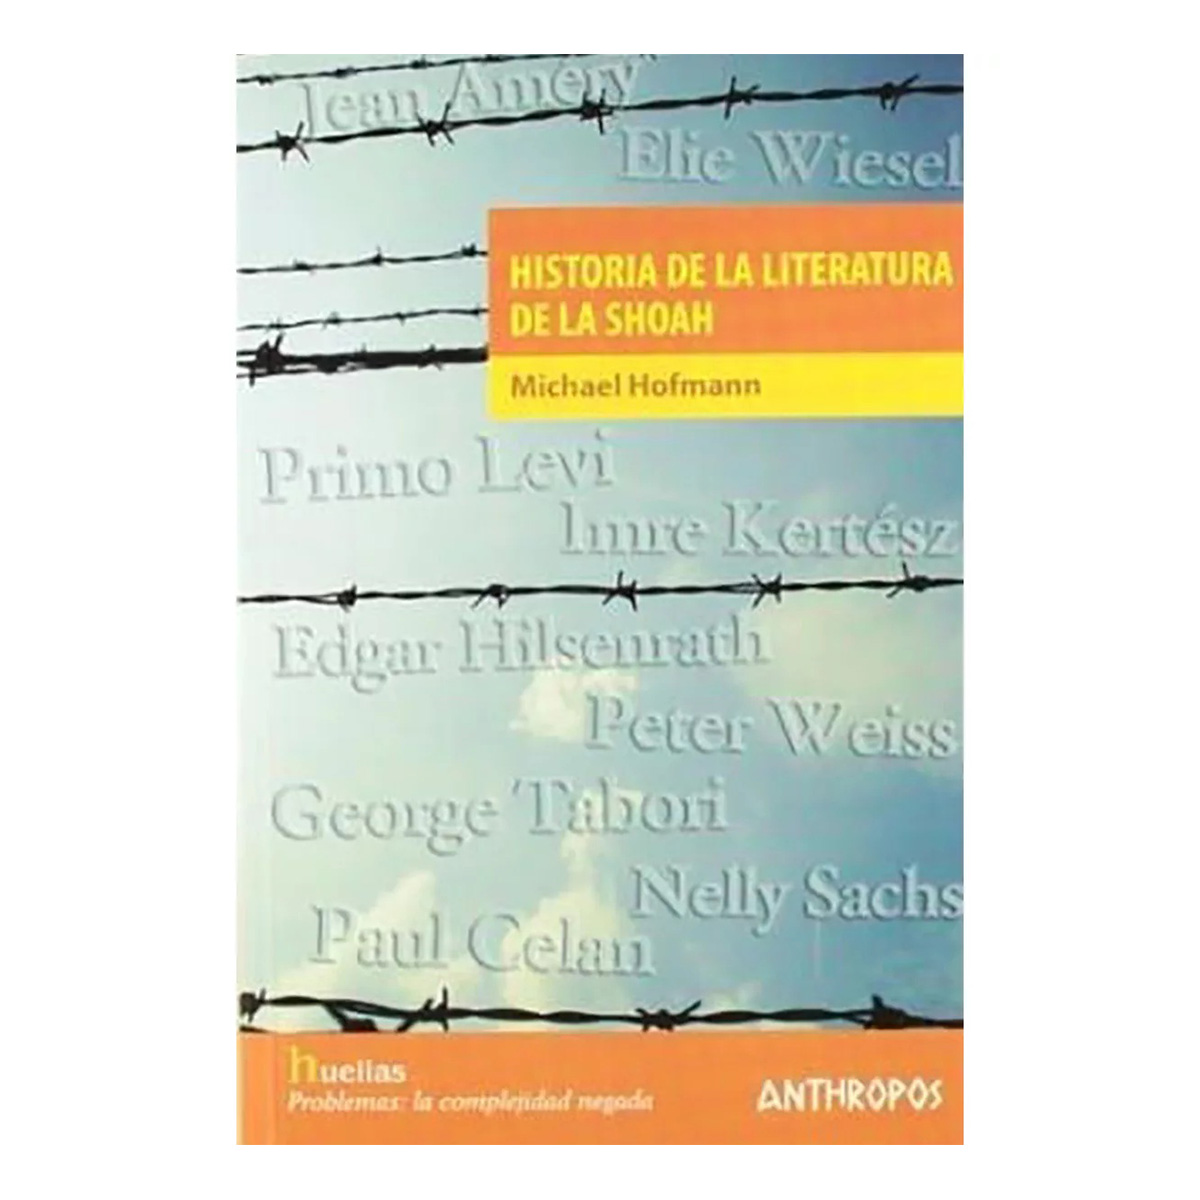 Jean Améry
Elie Wiesel
HISTORIA DE LA LITERATURA
DE LA SHOAH
Michael Hofmann
Primo Levi
Imre Kertész
Edgar Hilsenrath
Peter Weiss
George Tabori
Nelly Sachs
Paul Celan
huellas
Problemas: la complejidad negada
ANTHROPOS